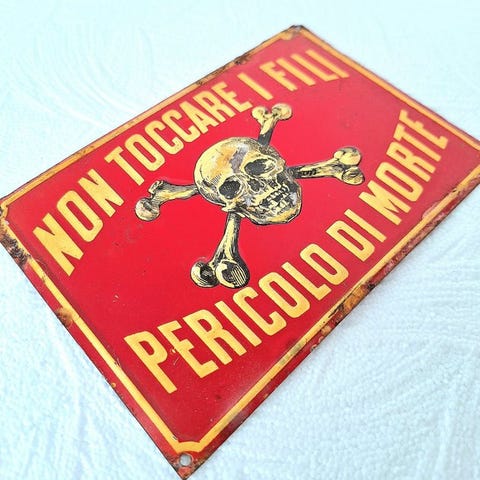 NON TOCCARE I FILI
PERICOLO DI MORTE